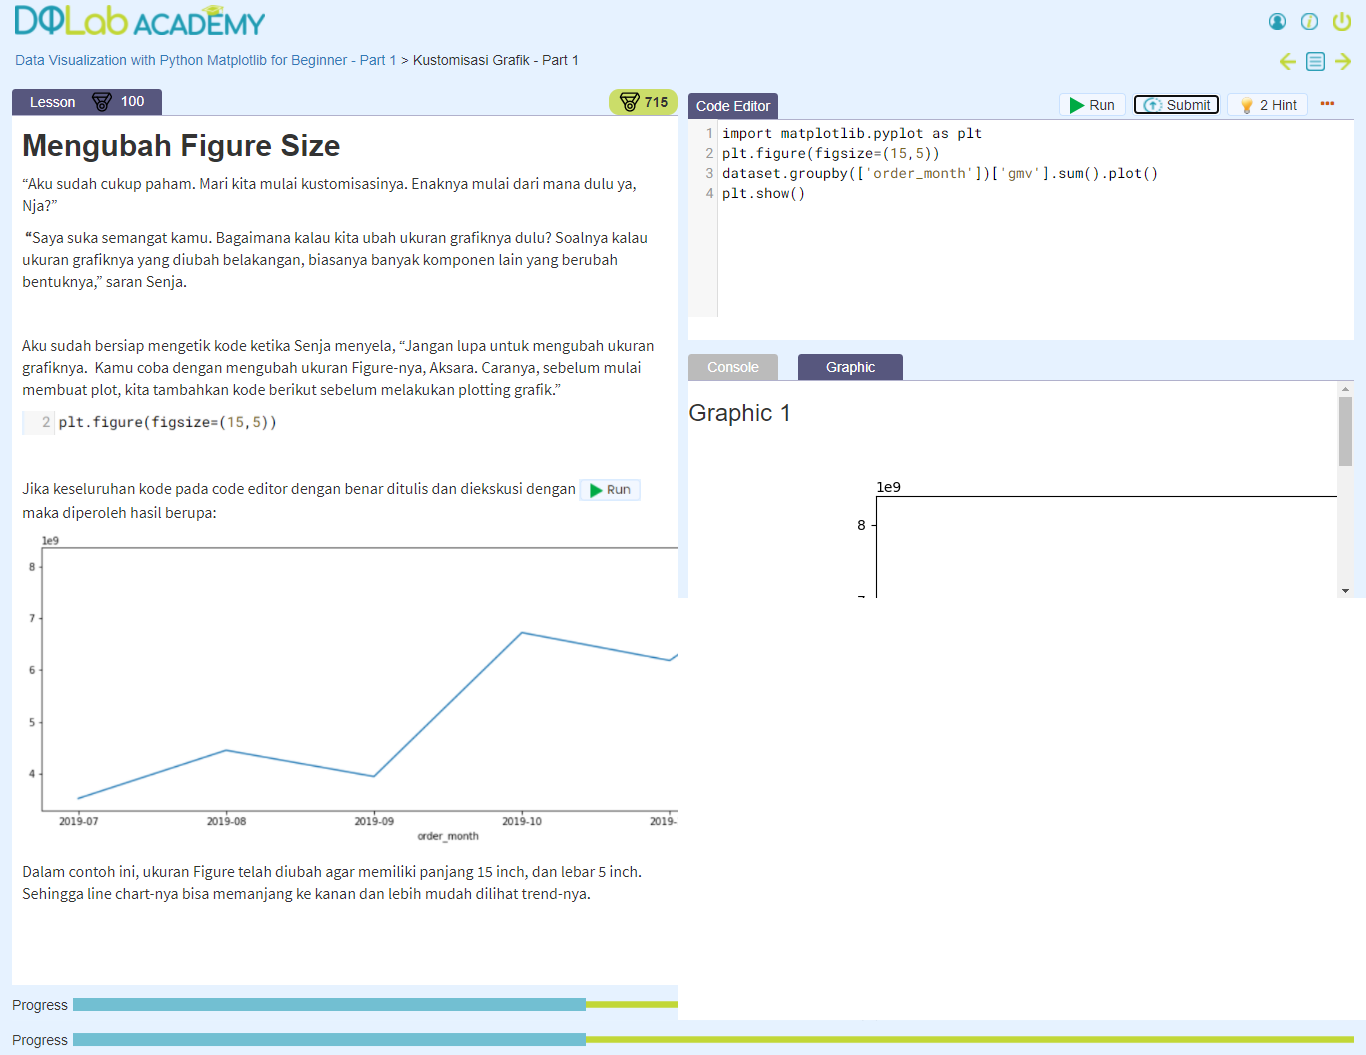 DQLab ACADEMY
Data Visualization with Python Matplotlib for Beginner - Part 1 > Kustomisasi Grafik - Part 1
Lesson 100
715
Mengubah Figure Size
“Aku sudah cukup paham. Mari kita mulai kustomisasinya. Enaknya mulai dari mana dulu ya,
Nja?”
“Saya suka semangat kamu. Bagaimana kalau kita ubah ukuran grafiknya dulu? Soalnya kalau
ukuran grafiknya yang diubah belakangan, biasanya banyak komponen lain yang berubah
bentuknya,” saran Senja.
Aku sudah bersiap mengetik kode ketika Senja menyela, “Jangan lupa untuk mengubah ukuran
grafiknya.  Kamu coba dengan mengubah ukuran Figure-nya, Aksara. Caranya, sebelum mulai
membuat plot, kita tambahkan kode berikut sebelum melakukan plotting grafik.”
2 plt.figure(figsize=(15,5))
Jika keseluruhan kode pada code editor dengan benar ditulis dan diekskusi dengan Run
maka diperoleh hasil berupa:
1e9
8
7
6
5
4
2019-07 2019-08 2019-09 2019-10 2019-
order_month
Dalam contoh ini, ukuran Figure telah diubah agar memiliki panjang 15 inch, dan lebar 5 inch.
Sehingga line chart-nya bisa memanjang ke kanan dan lebih mudah dilihat trend-nya.
Progress
Progress
Code Editor Run Submit 2 Hint
1 import matplotlib.pyplot as plt
2 plt.figure(figsize=(15,5))
3 dataset.groupby(['order_month'])['gmv'].sum().plot()
4 plt.show()
Console Graphic
Graphic 1
1e9
8